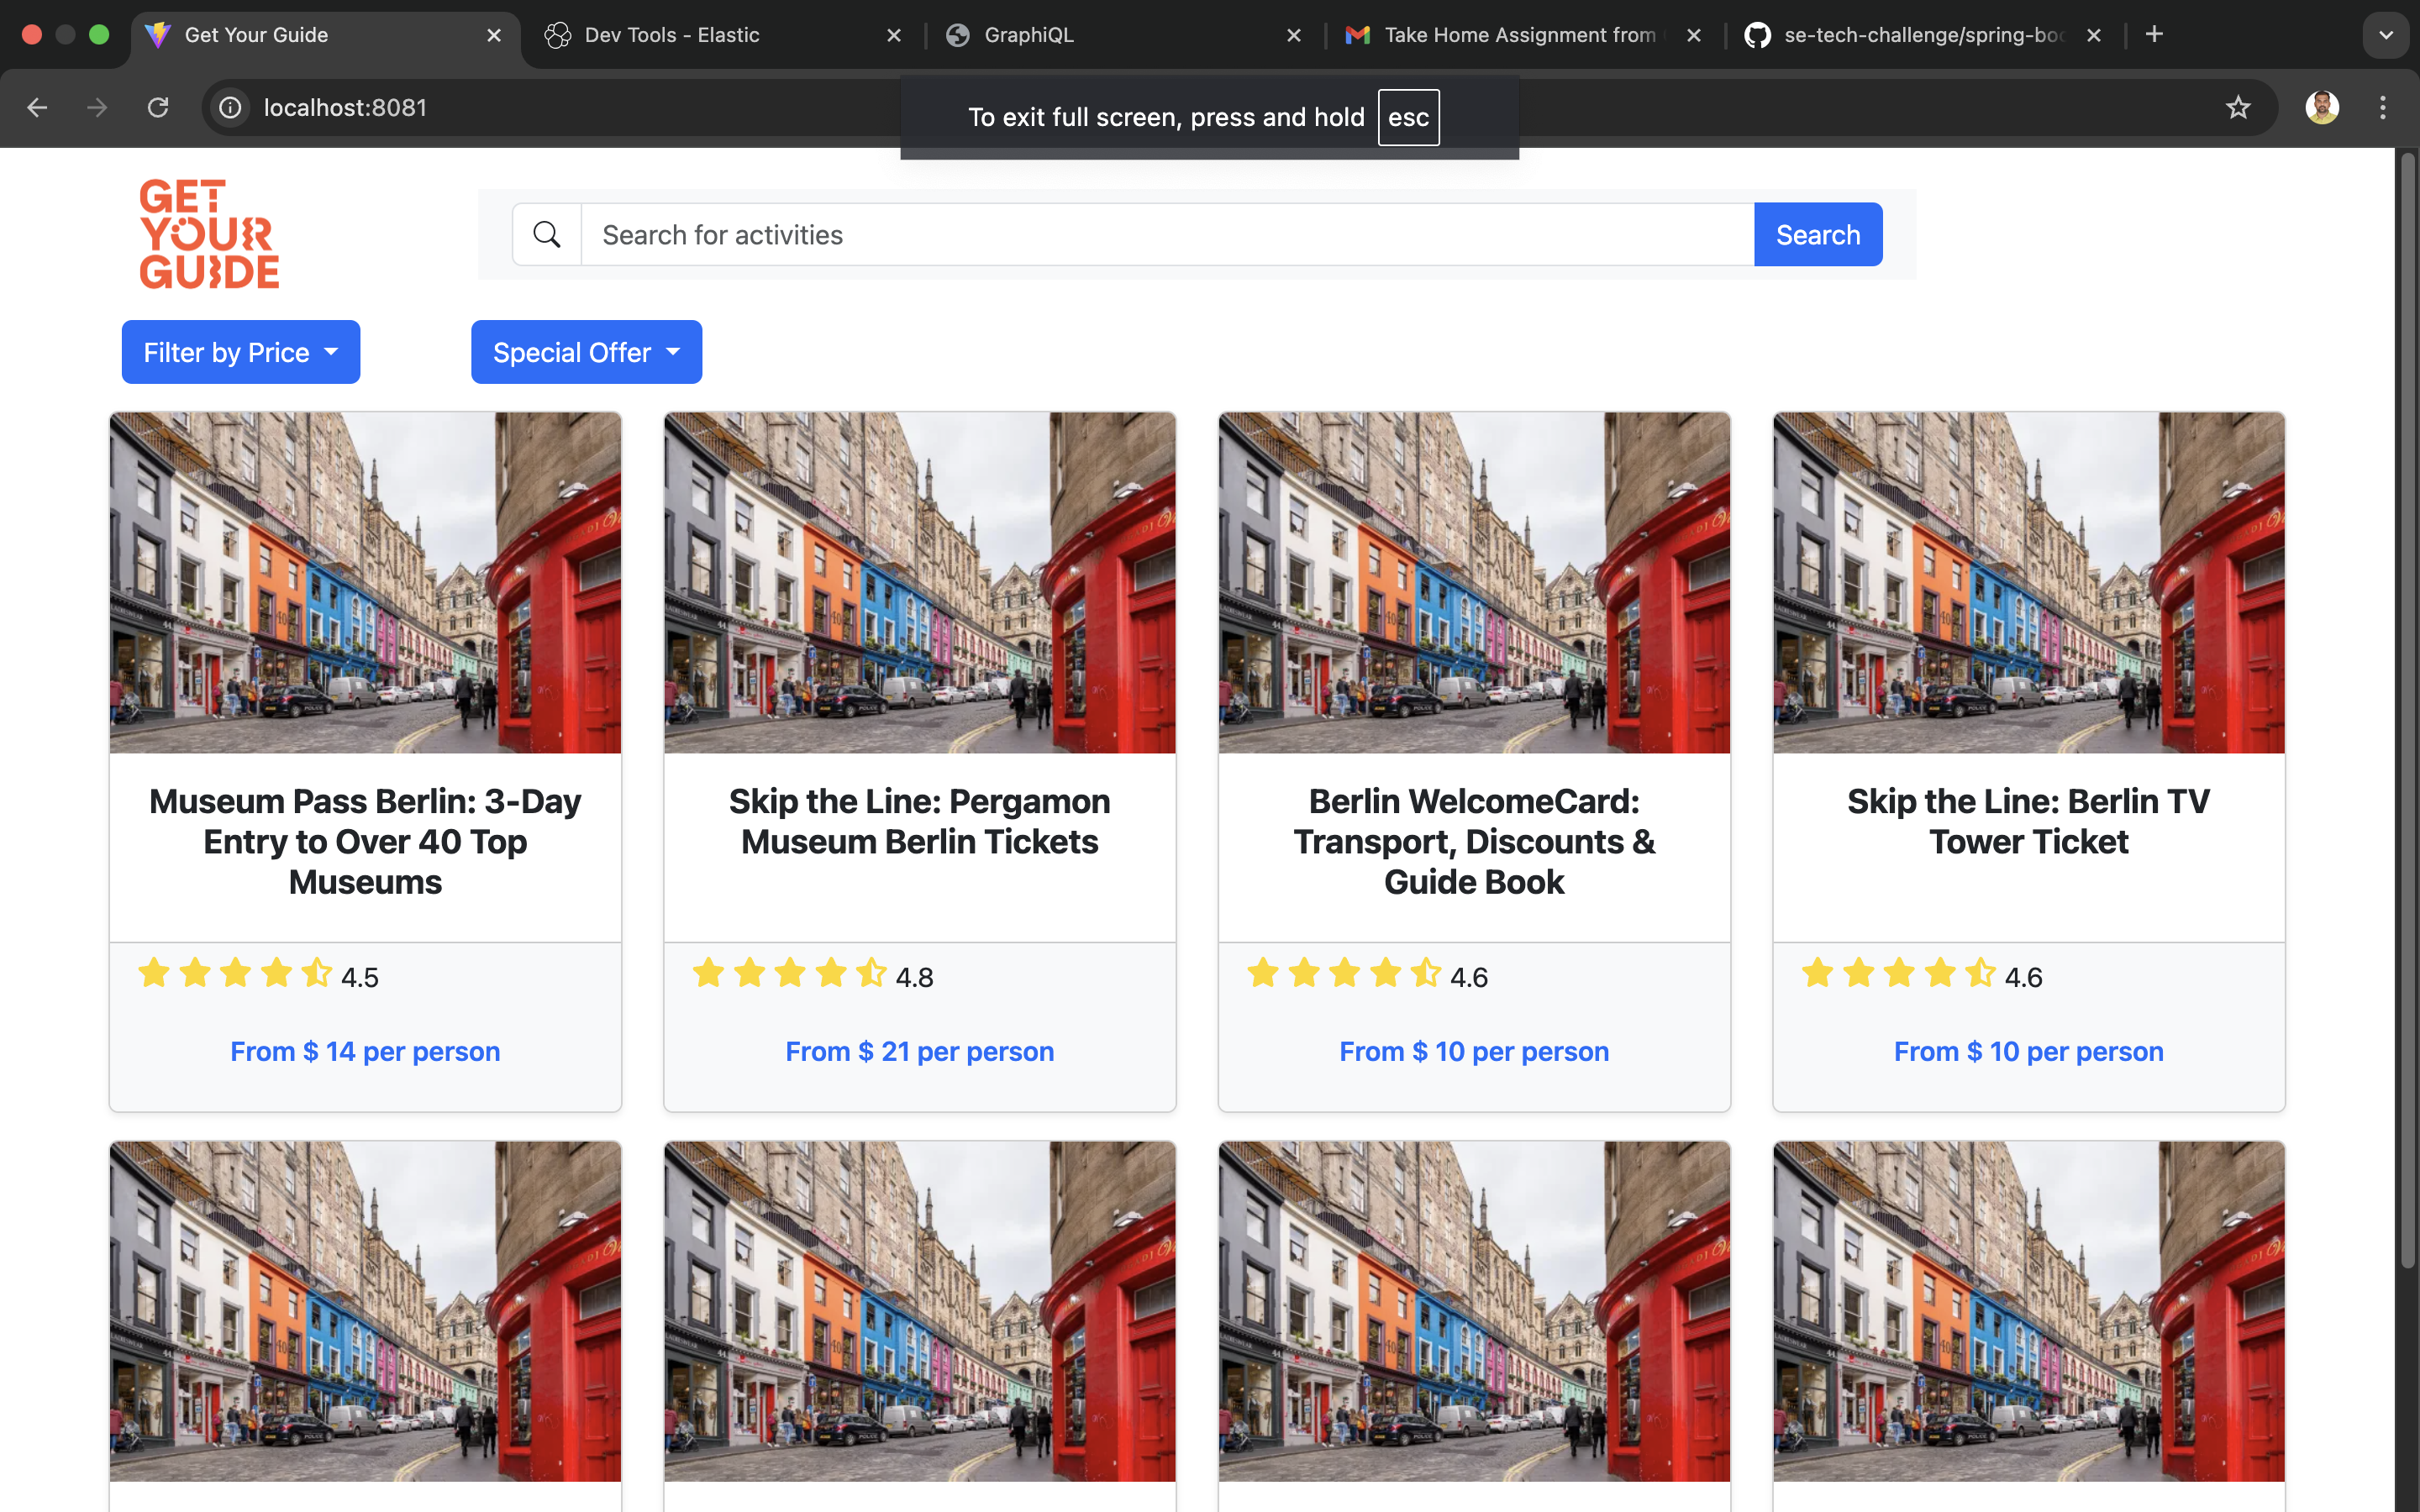 Get Your Guide
Dev Tools - Elastic
GraphiQL
Take Home Assignment from
se-tech-challenge/spring-boo
localhost:8081
To exit full screen, press and hold esc
GET
YOUR
GUIDE
Search for activities
Search
Filter by Price
Special Offer
Museum Pass Berlin: 3-Day
Entry to Over 40 Top
Museums
4.5
From $ 14 per person
Skip the Line: Pergamon
Museum Berlin Tickets
4.8
From $ 21 per person
Berlin WelcomeCard:
Transport, Discounts &
Guide Book
4.6
From $ 10 per person
Skip the Line: Berlin TV
Tower Ticket
4.6
From $ 10 per person